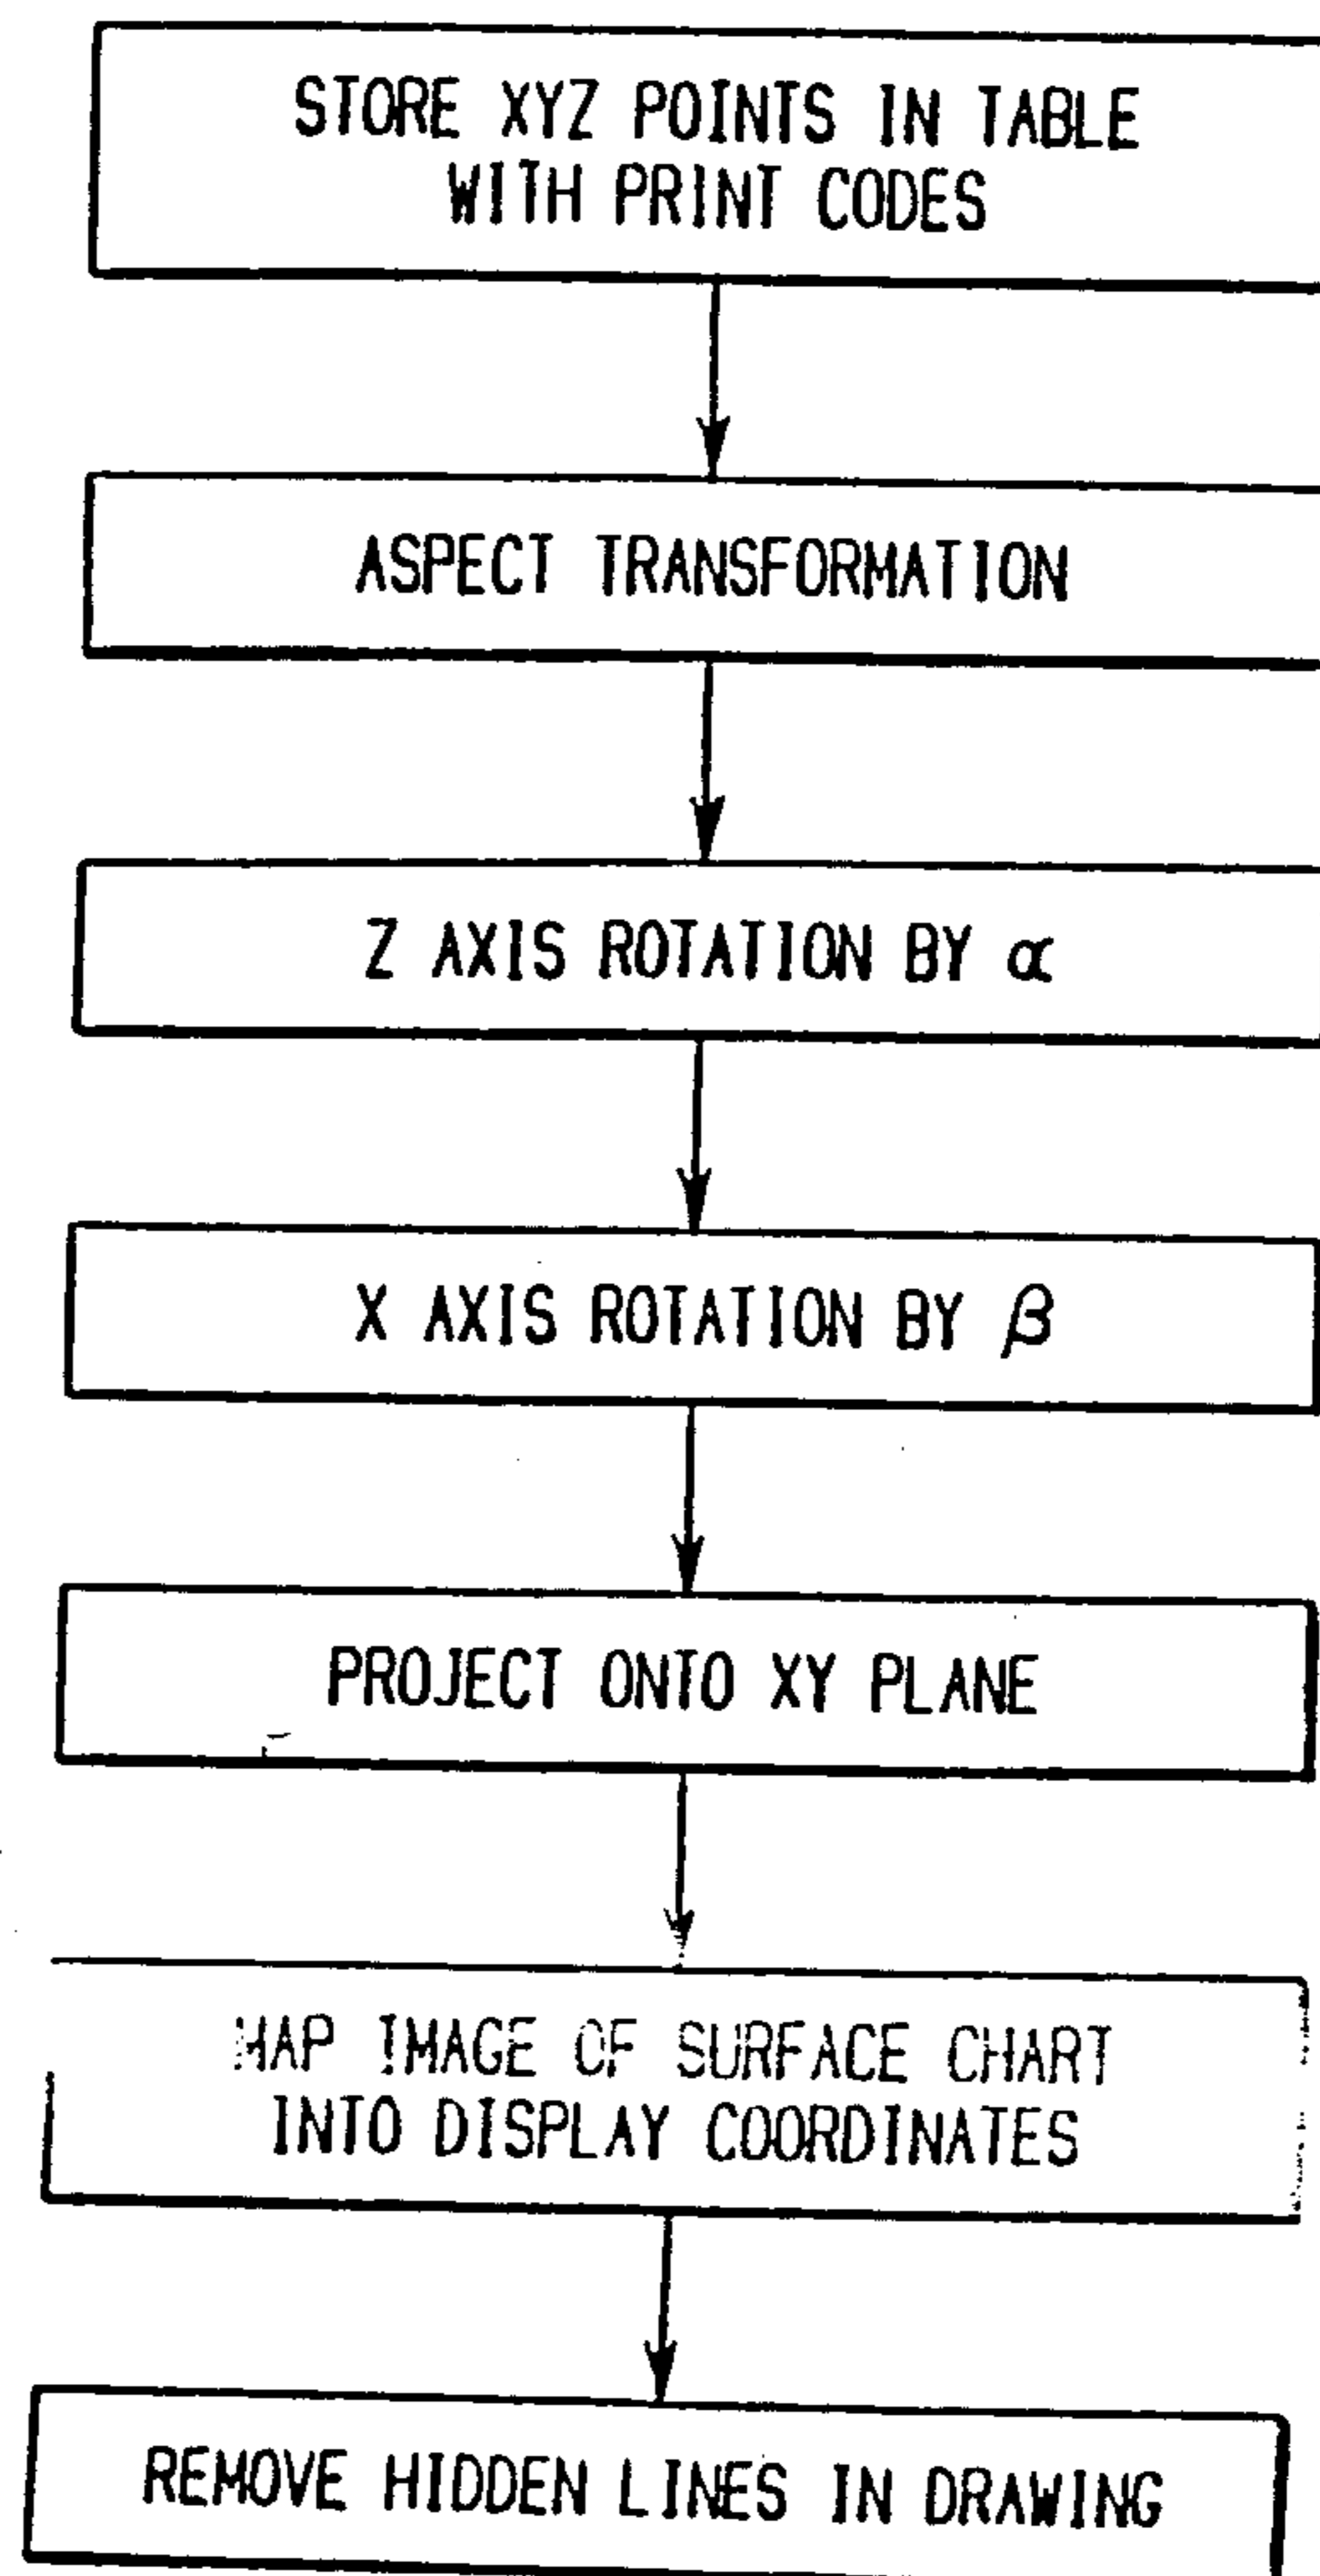 STORE XYZ POINTS IN TABLE
WITH PRINT CODES
ASPECT TRANSFORMATION
Z AXIS ROTATION BY α
X AXIS ROTATION BY β
PROJECT ONTO XY PLANE
MAP IMAGE OF SURFACE CHART
INTO DISPLAY COORDINATES
REMOVE HIDDEN LINES IN DRAWING